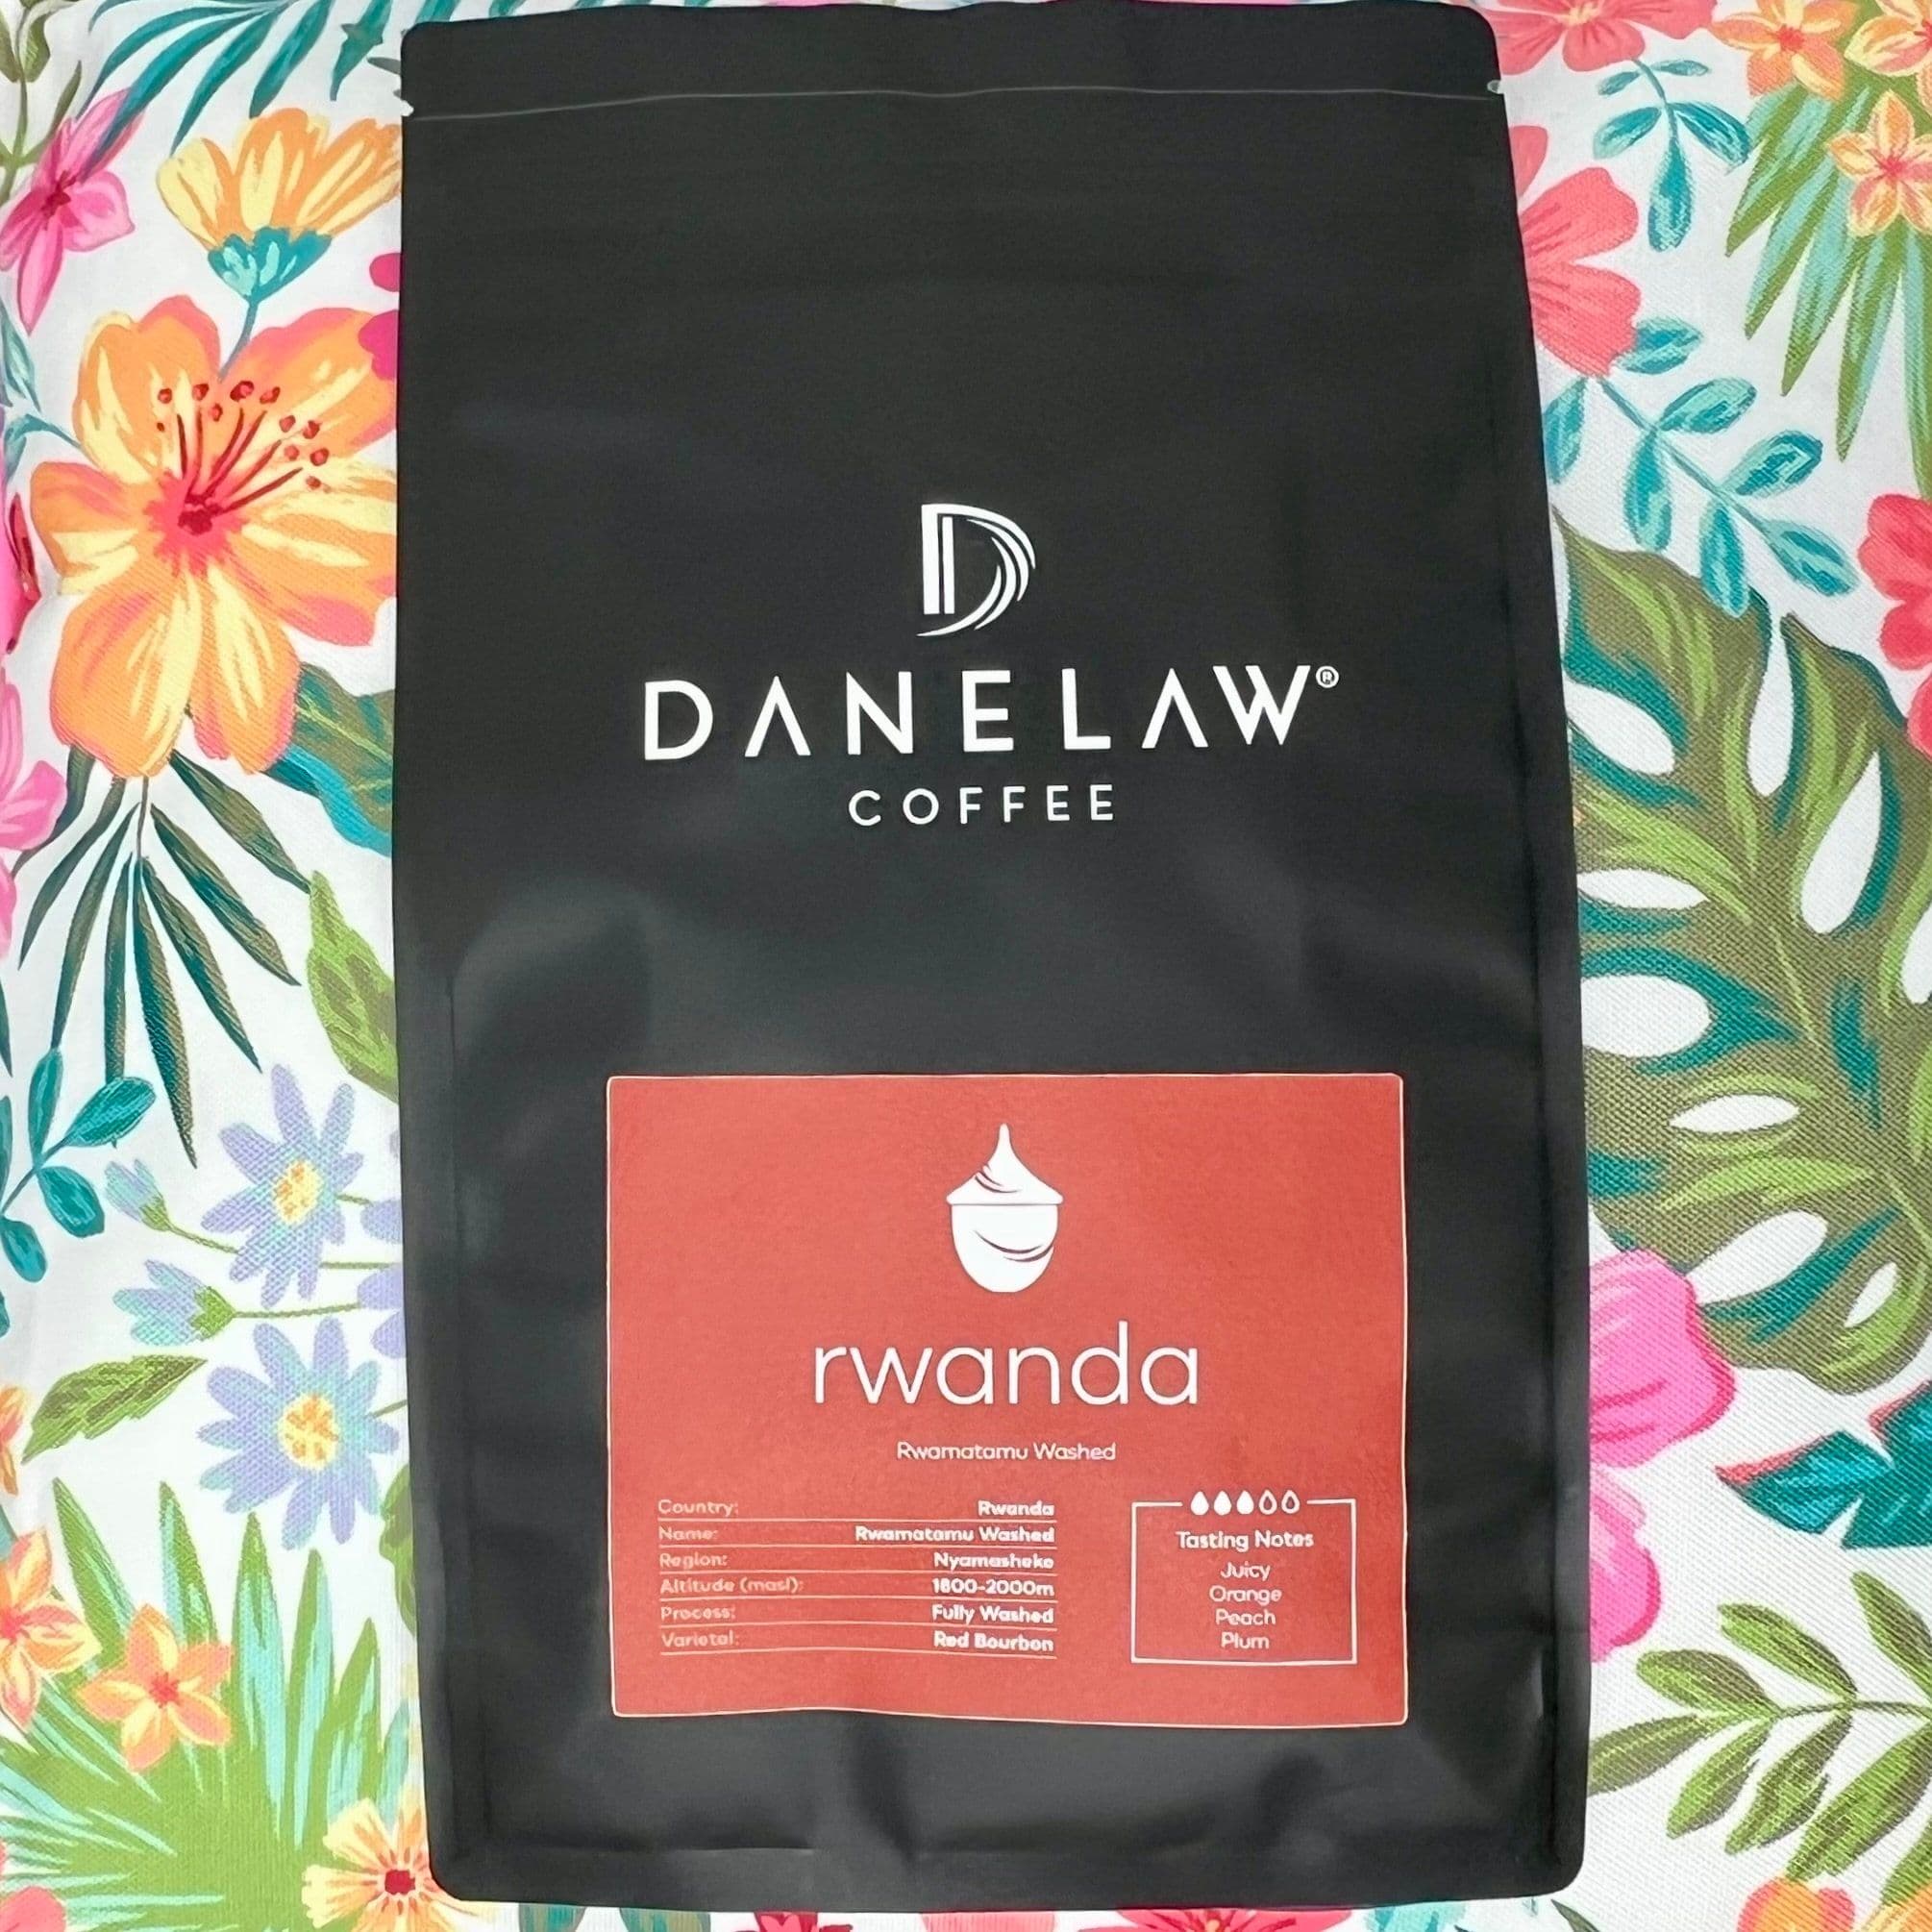 D
DANELAW®
COFFEE
rwanda
Rwamatamu Washed
Country: Rwanda
Name: Rwamatamu Washed
Region: Nyamasheke
Altitude (masl): 1800-2000m
Process: Fully Washed
Varietal: Red Bourbon
Tasting Notes
Juicy
Orange
Peach
Plum